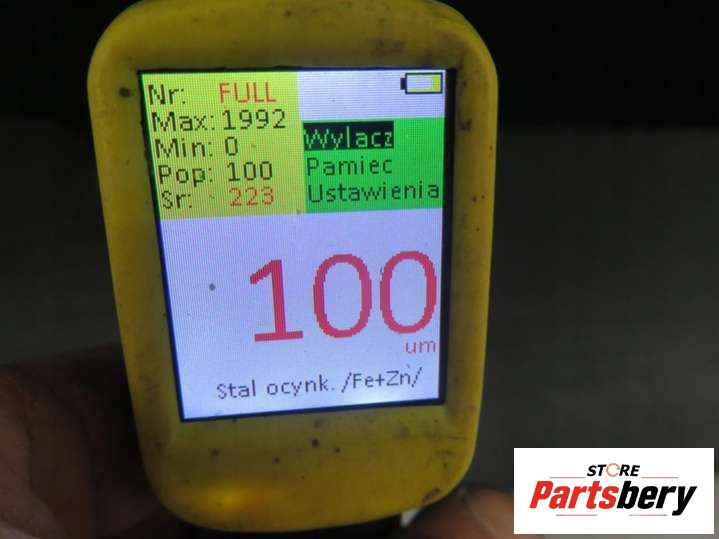 Nr: FULL
Max: 1992
Min: 0
Pop: 100
Sr: 223
Wylacz
Pamiec
Ustawienia
100
um
Stal ocynk. /Fe+Zn/
STORE
Partsbery